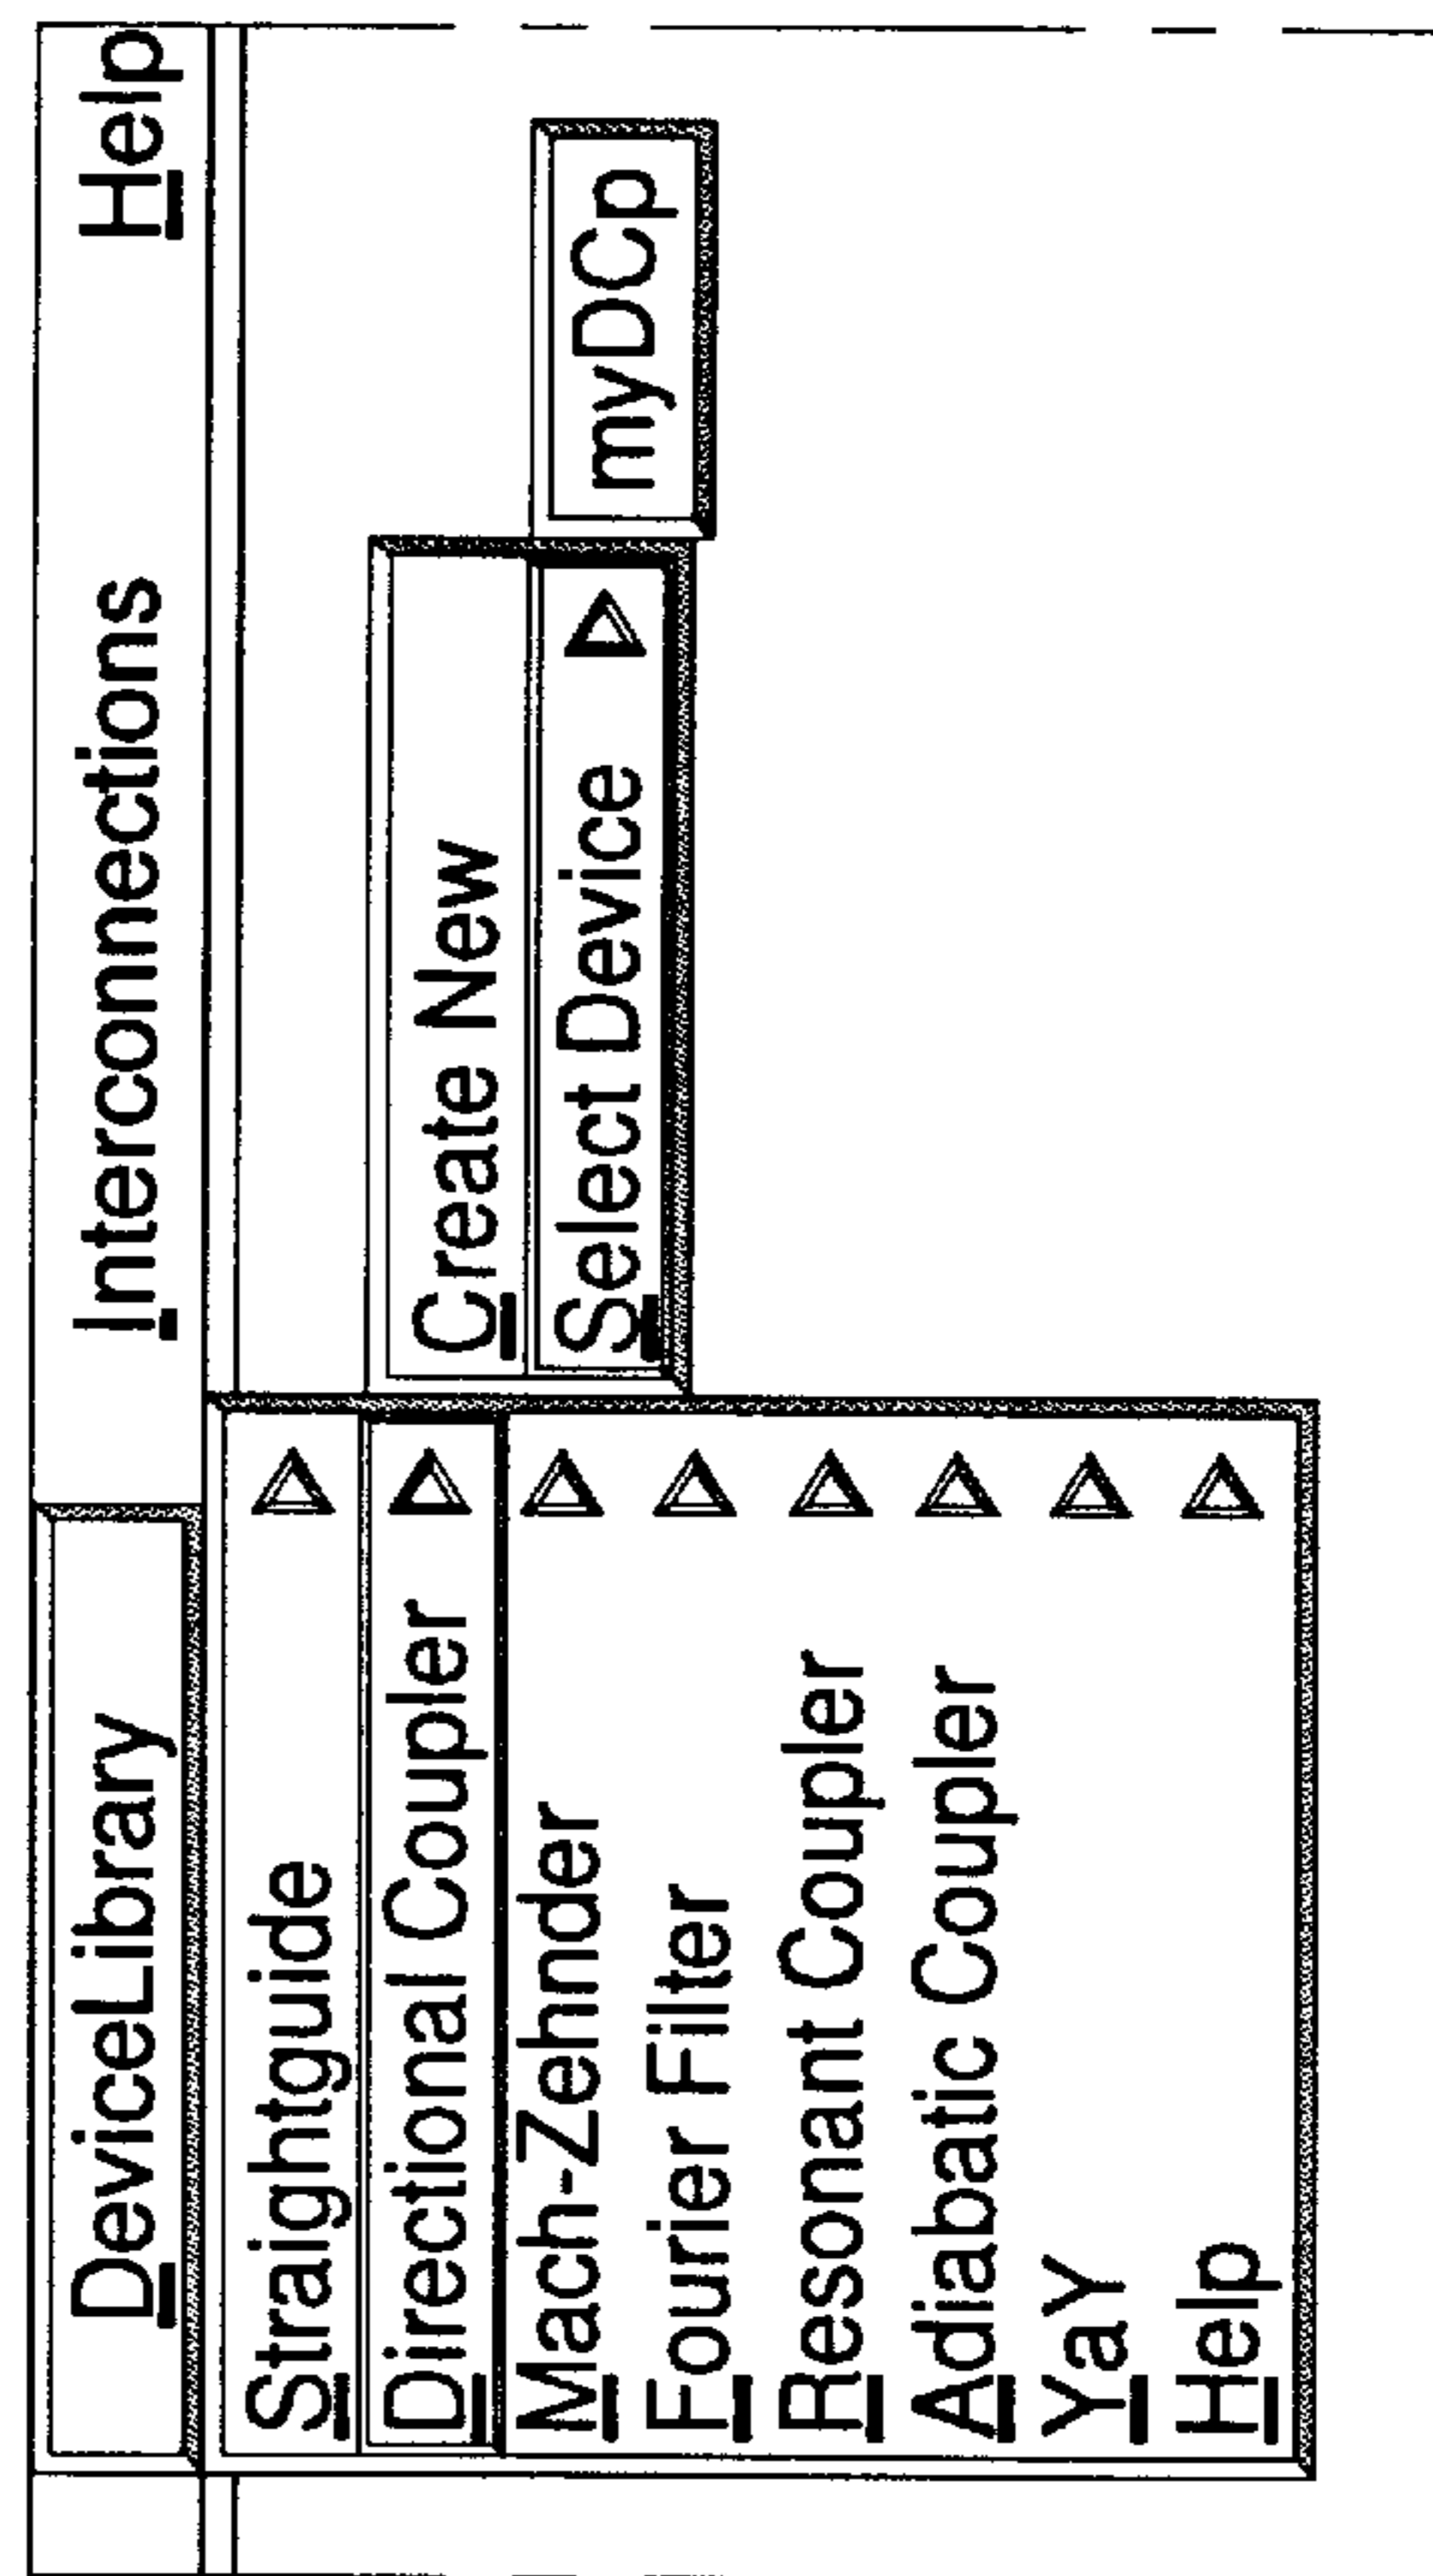 DeviceLibrary Interconnections Help
Straightguide
Directional Coupler
Mach-Zehnder
Fourier Filter
Resonant Coupler
Adiabatic Coupler
YaY
Help
Create New
Select Device
myDCp